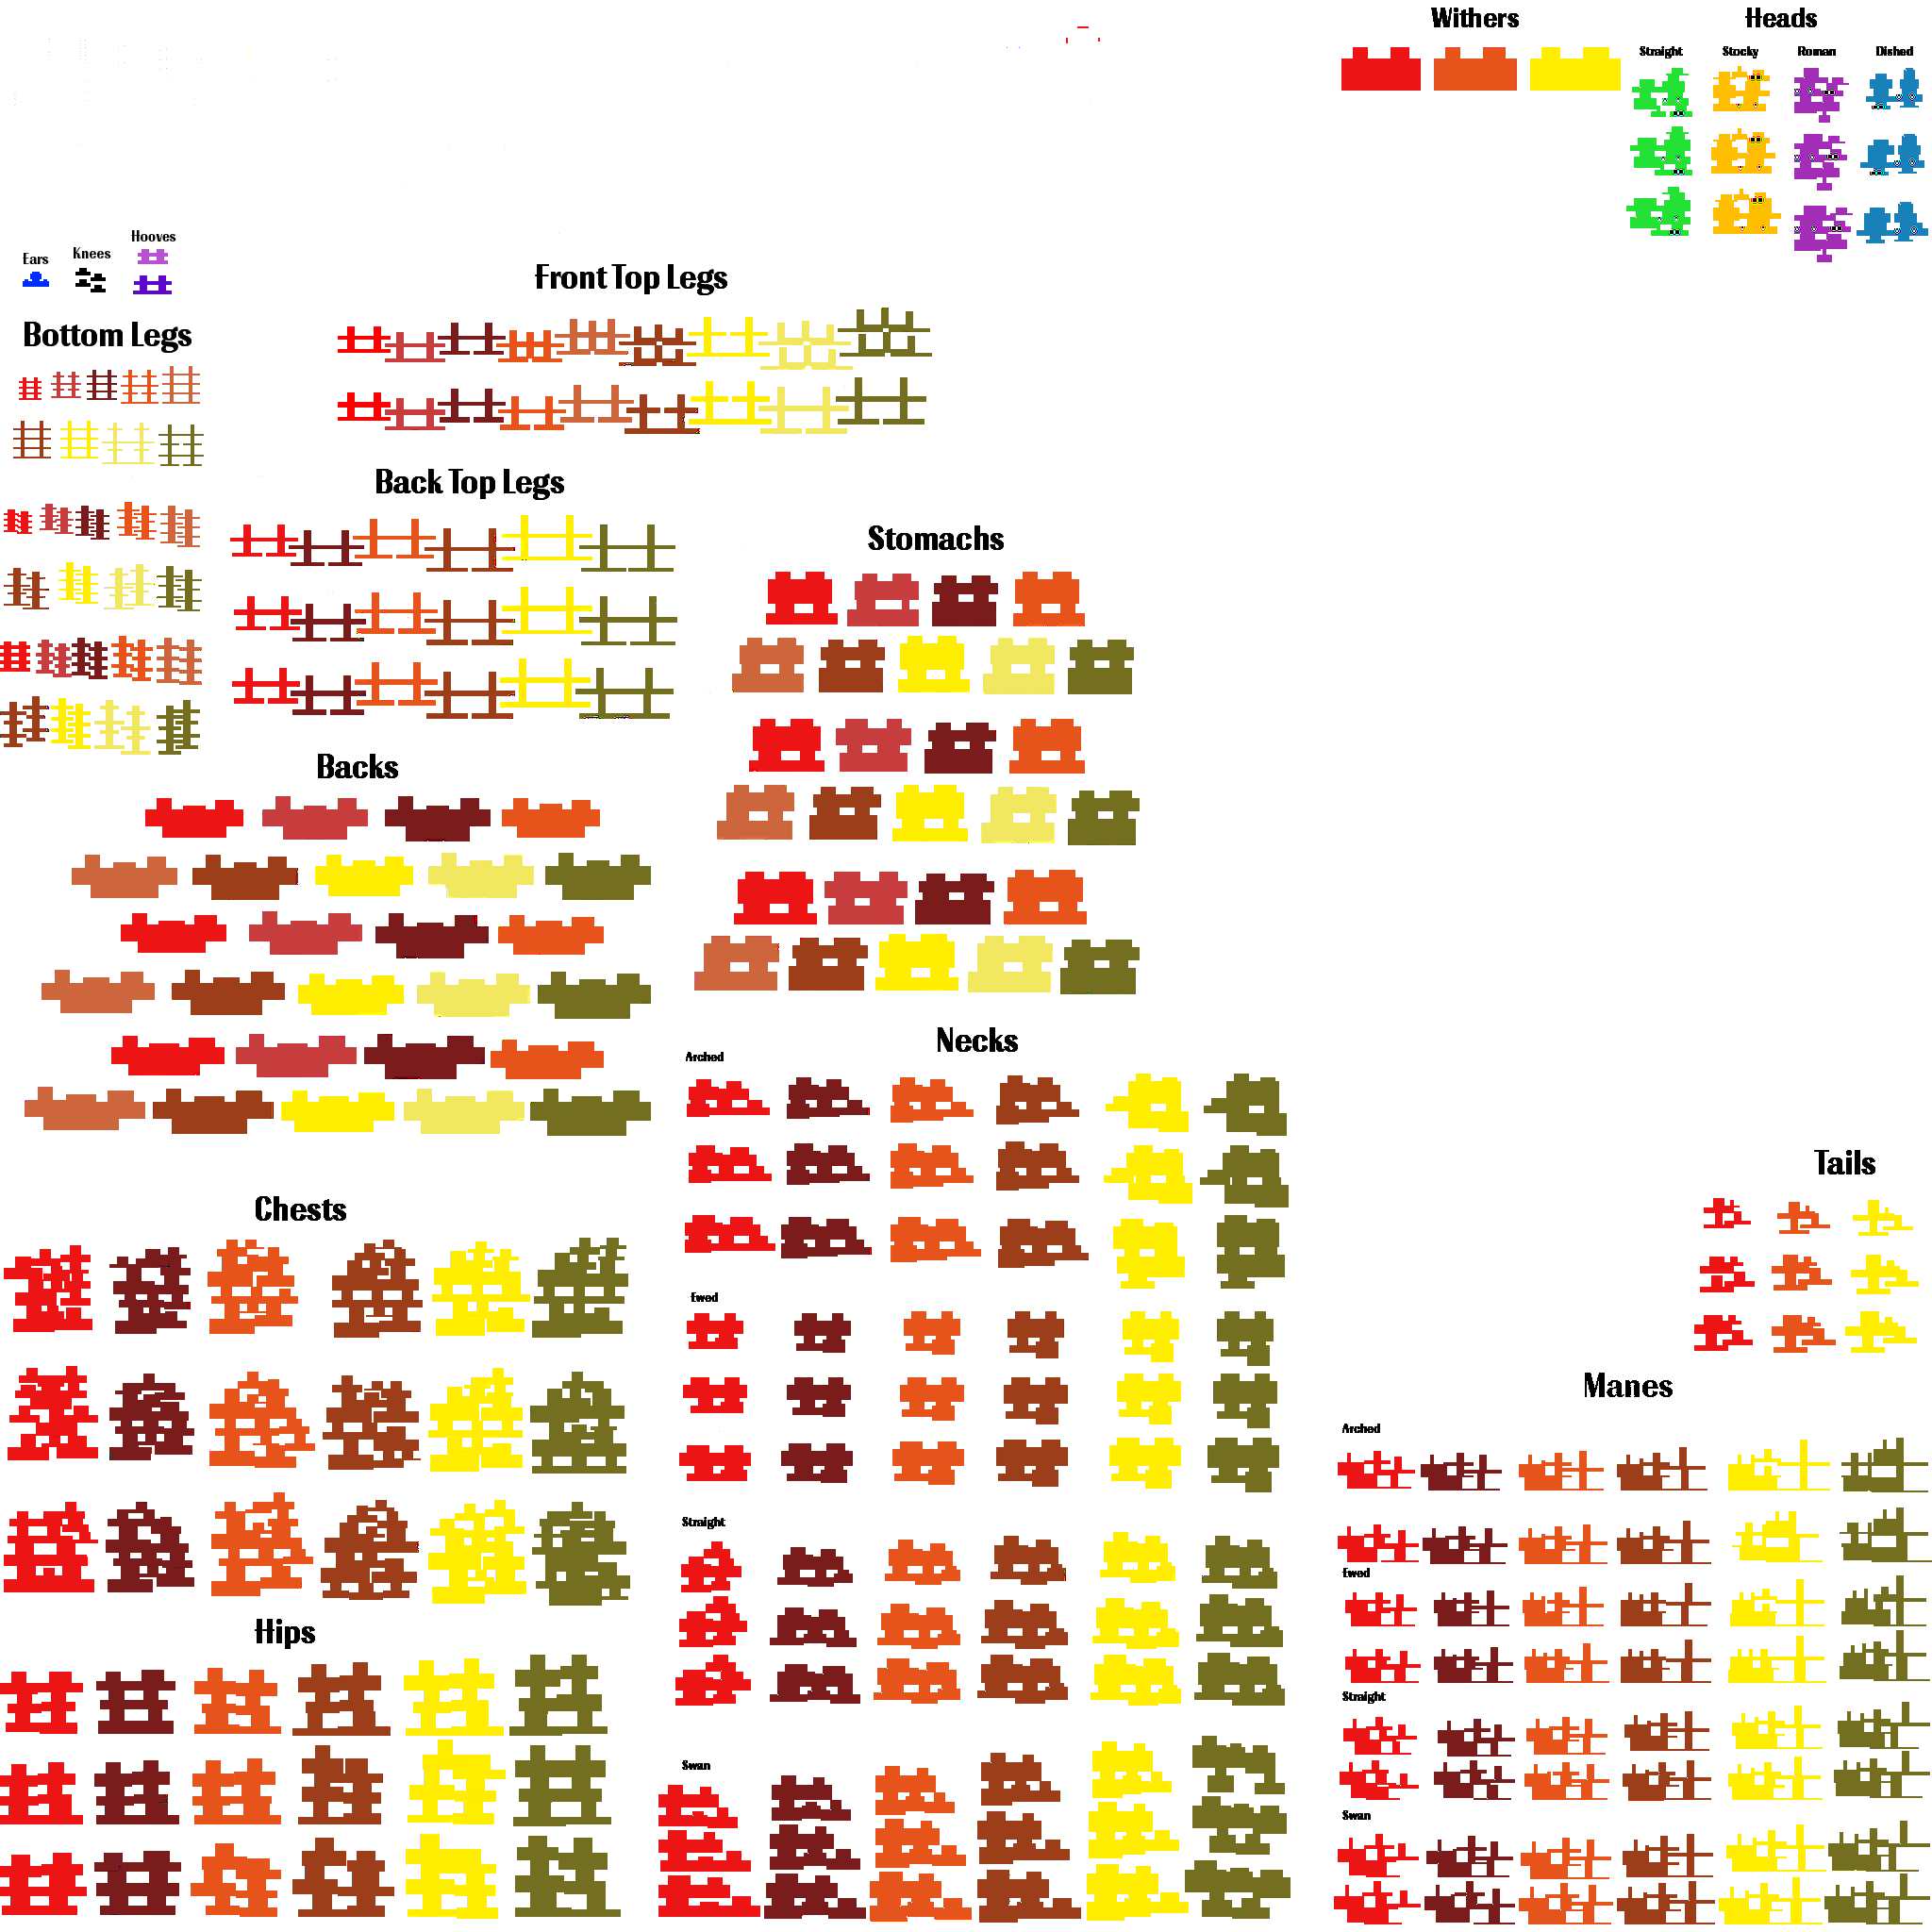 Withers
Heads
Straight
Stocky
Roman
Dished
Hooves
Ears
Knees
Front Top Legs
Bottom Legs
Back Top Legs
Stomachs
Backs
Necks
Arched
Tails
Chests
Ewed
Manes
Arched
Straight
Ewed
Hips
Straight
Swan
Swan